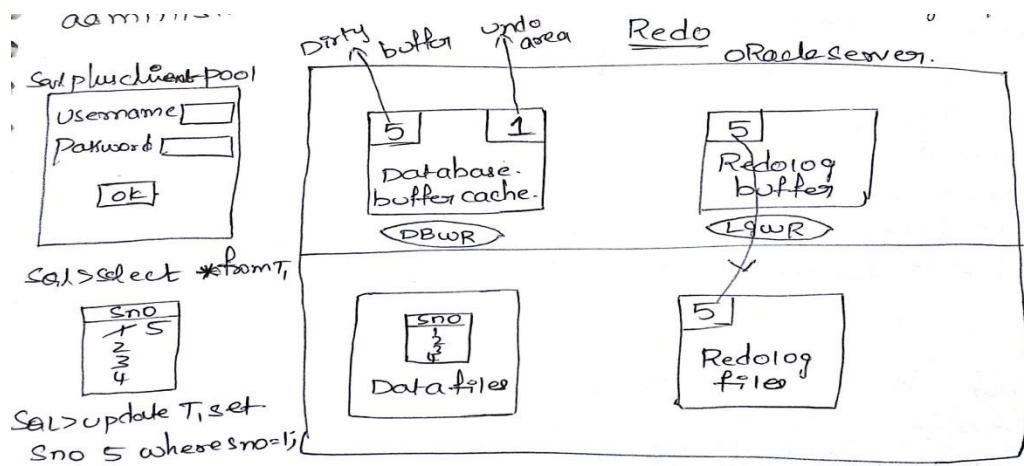 Dirty buffer
undo area
Redo
oRacle server.
Sqlplus client pool
username
Password
ok
5
1
Database.
buffer cache.
DBWR
5
Redolog
buffer
LgWR
Sql>select *from T1
Sno
1 5
2
3
4
Sno
1
2
3
4
Data files
5
Redolog
files
SQL>update T1 set
Sno 5 where sno=1;